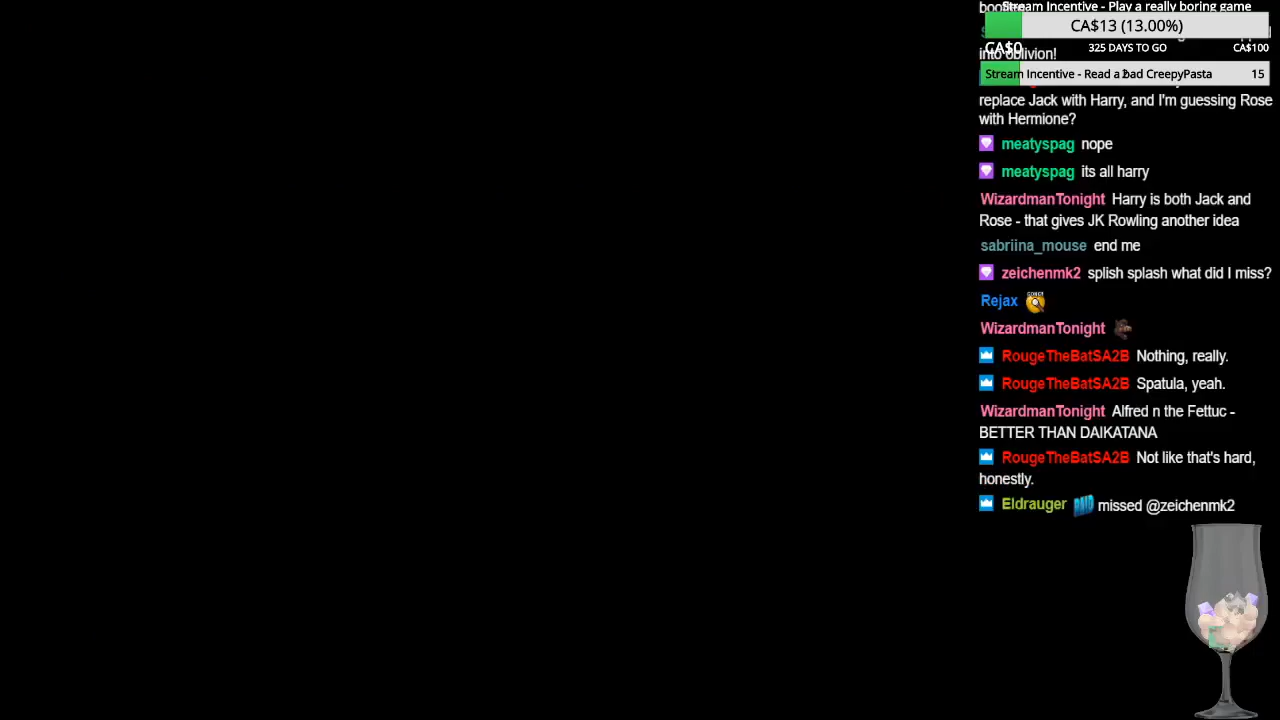 Stream Incentive - Play a really boring game
CA$13 (13.00%)
CA$0 325 DAYS TO GO CA$100
into oblivion!
Stream Incentive - Read a bad CreepyPasta 2 15
replace Jack with Harry, and I'm guessing Rose
with Hermione?
meatyspag nope
meatyspag its all harry
WizardmanTonight Harry is both Jack and
Rose - that gives JK Rowling another idea
sabriina_mouse end me
zeichenmk2 splish splash what did I miss?
Rejax
WizardmanTonight
RougeTheBatSA2B Nothing, really.
RougeTheBatSA2B Spatula, yeah.
WizardmanTonight Alfred n the Fettuc -
BETTER THAN DAIKATANA
RougeTheBatSA2B Not like that's hard,
honestly.
Eldrauger missed @zeichenmk2